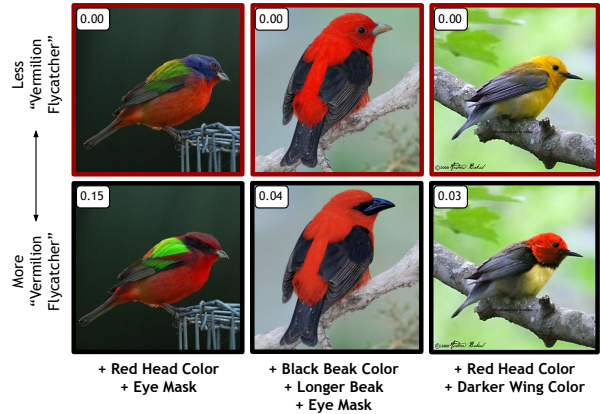 Less
"Vermilion
Flycatcher"
More
"Vermilion
Flycatcher"
0.00
0.00
0.00
0.15
0.04
0.03
+ Red Head Color
+ Eye Mask
+ Black Beak Color
+ Longer Beak
+ Eye Mask
+ Red Head Color
+ Darker Wing Color